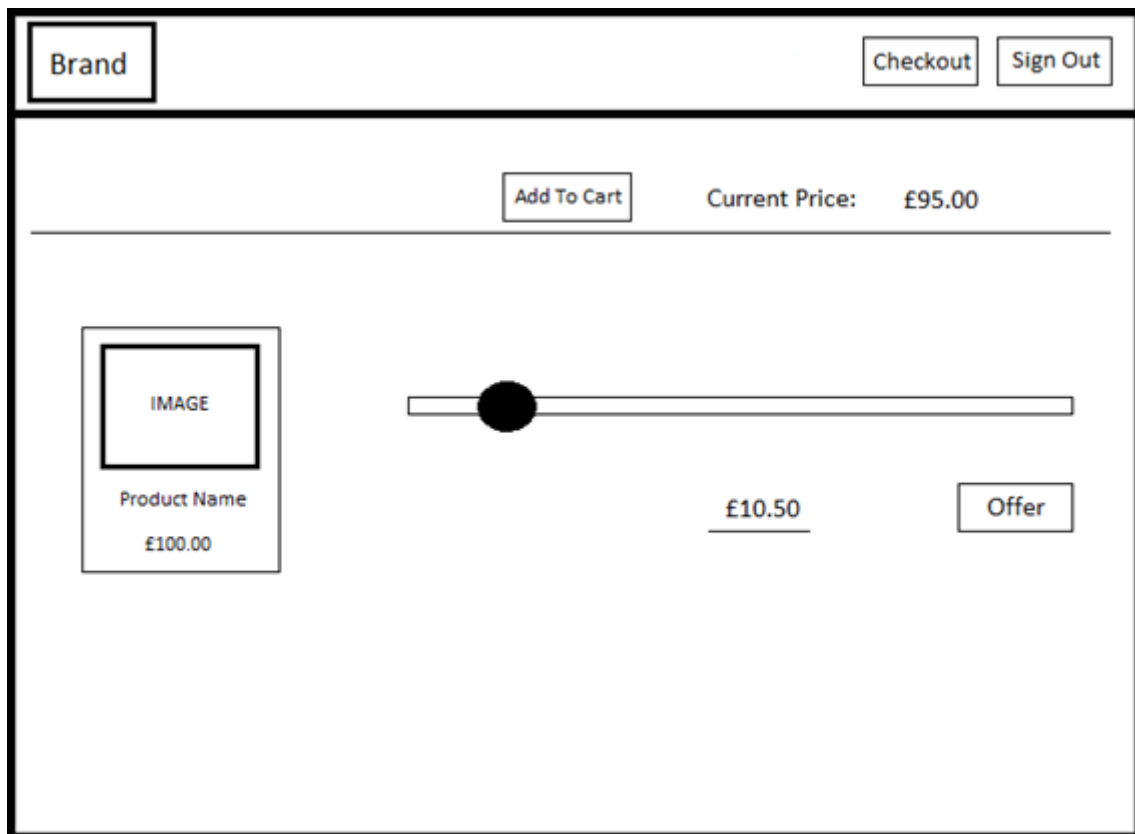 Brand
Checkout
Sign Out
Add To Cart
Current Price: £95.00
IMAGE
Product Name
£100.00
£10.50
Offer